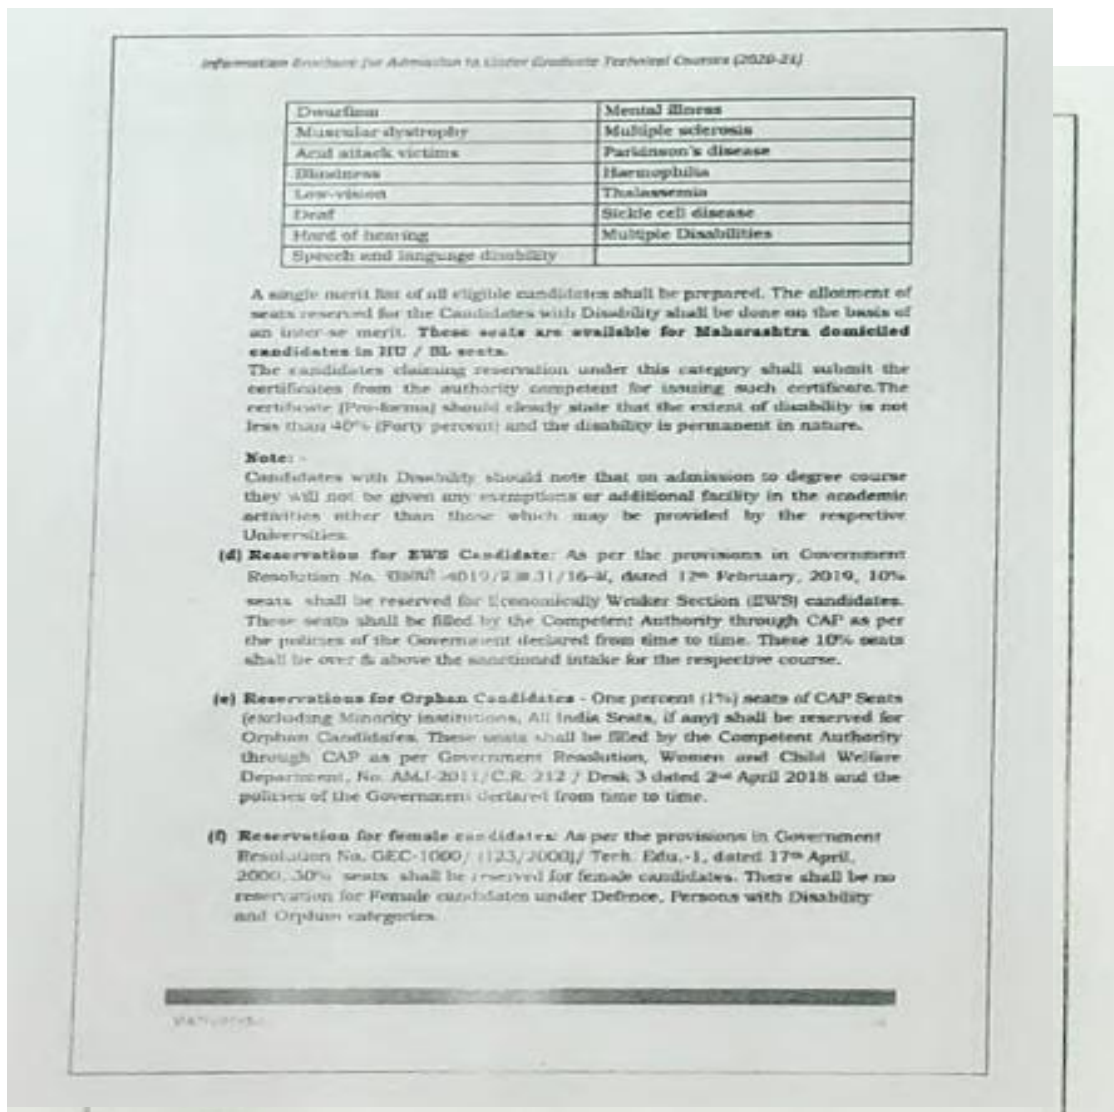 Information Brochure for Admission to Under Graduate Technical Courses (2020-21)
Dwarfism Mental illness
Muscular dystrophy Multiple sclerosis
Acid attack victims Parkinson's disease
Blindness Haemophilia
Low-vision Thalassemia
Deaf Sickle cell disease
Hard of hearing Multiple Disabilities
Speech and language disability
A single merit list of all eligible candidates shall be prepared. The allotment of
seats reserved for the Candidates with Disability shall be done on the basis of
an inter-se merit. These seats are available for Maharashtra domiciled
candidates in HU / SL seats.
The candidates claiming reservation under this category shall submit the
certificates from the authority competent for issuing such certificate.The
certificate (Pro-forma) should clearly state that the extent of disability is not
less than 40% (Forty percent) and the disability is permanent in nature.
Note: -
Candidates with Disability should note that on admission to degree course
they will not be given any exemptions or additional facility in the academic
activities other than those which may be provided by the respective
Universities.
(d) Reservation for EWS Candidate: As per the provisions in Government
Resolution No. -4019/ 31/16-अ, dated 12th February, 2019, 10%
seats shall be reserved for Economically Weaker Section (EWS) candidates.
These seats shall be filled by the Competent Authority through CAP as per
the policies of the Government declared from time to time. These 10% seats
shall be over & above the sanctioned intake for the respective course.
(e) Reservations for Orphan Candidates - One percent (1%) seats of CAP Seats
(excluding Minority institutions, All India Seats, if any) shall be reserved for
Orphan Candidates. These seats shall be filled by the Competent Authority
through CAP as per Government Resolution, Women and Child Welfare
Department, No. AMJ-2011/C.R. 212 / Desk 3 dated 2nd April 2018 and the
policies of the Government declared from time to time.
(f) Reservation for female candidates: As per the provisions in Government
Resolution No. GEC-1000/ (123/2000)/ Tech. Edu.-1, dated 17th April,
2000, 30% seats shall be reserved for female candidates. There shall be no
reservation for Female candidates under Defence, Persons with Disability
and Orphan categories.